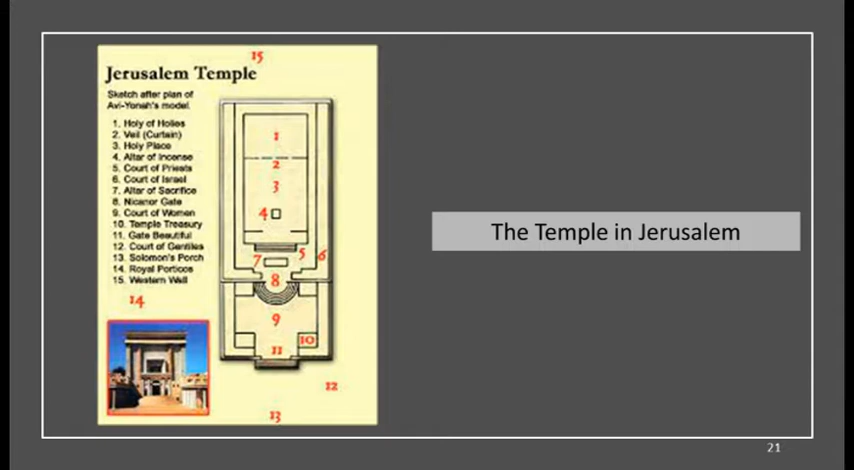 15
Jerusalem Temple
Sketch after plan of
Avi-Yonah's model.
1. Holy of Holies
2. Veil (Curtain)
3. Holy Place
4. Altar of Incense
5. Court of Priests
6. Court of Israel
7. Altar of Sacrifice
8. Nicanor Gate
9. Court of Women
10. Temple Treasury
11. Gate Beautiful
12. Court of Gentiles
13. Solomon's Porch
14. Royal Porticos
15. Western Wall
14
1
2
3
4
7 5 6
8
9
10
11
12
13
The Temple in Jerusalem
21